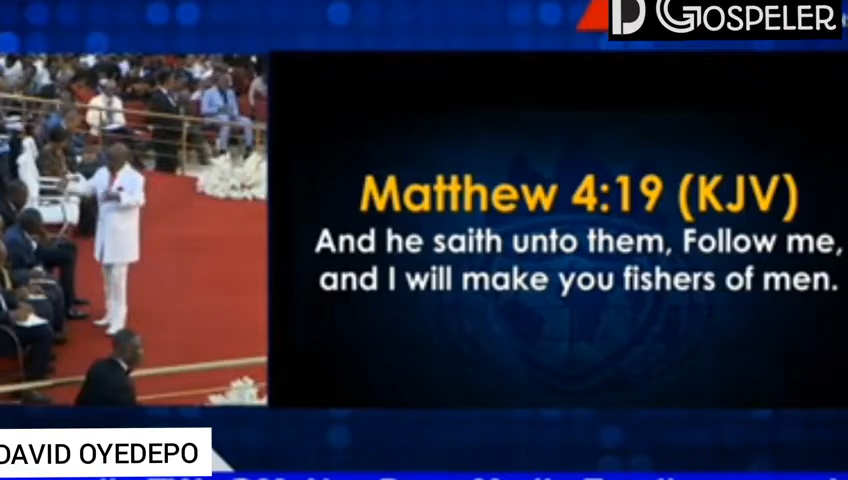 D GOSPELER
Matthew 4:19 (KJV)
And he saith unto them, Follow me,
and I will make you fishers of men.
DAVID OYEDEPO